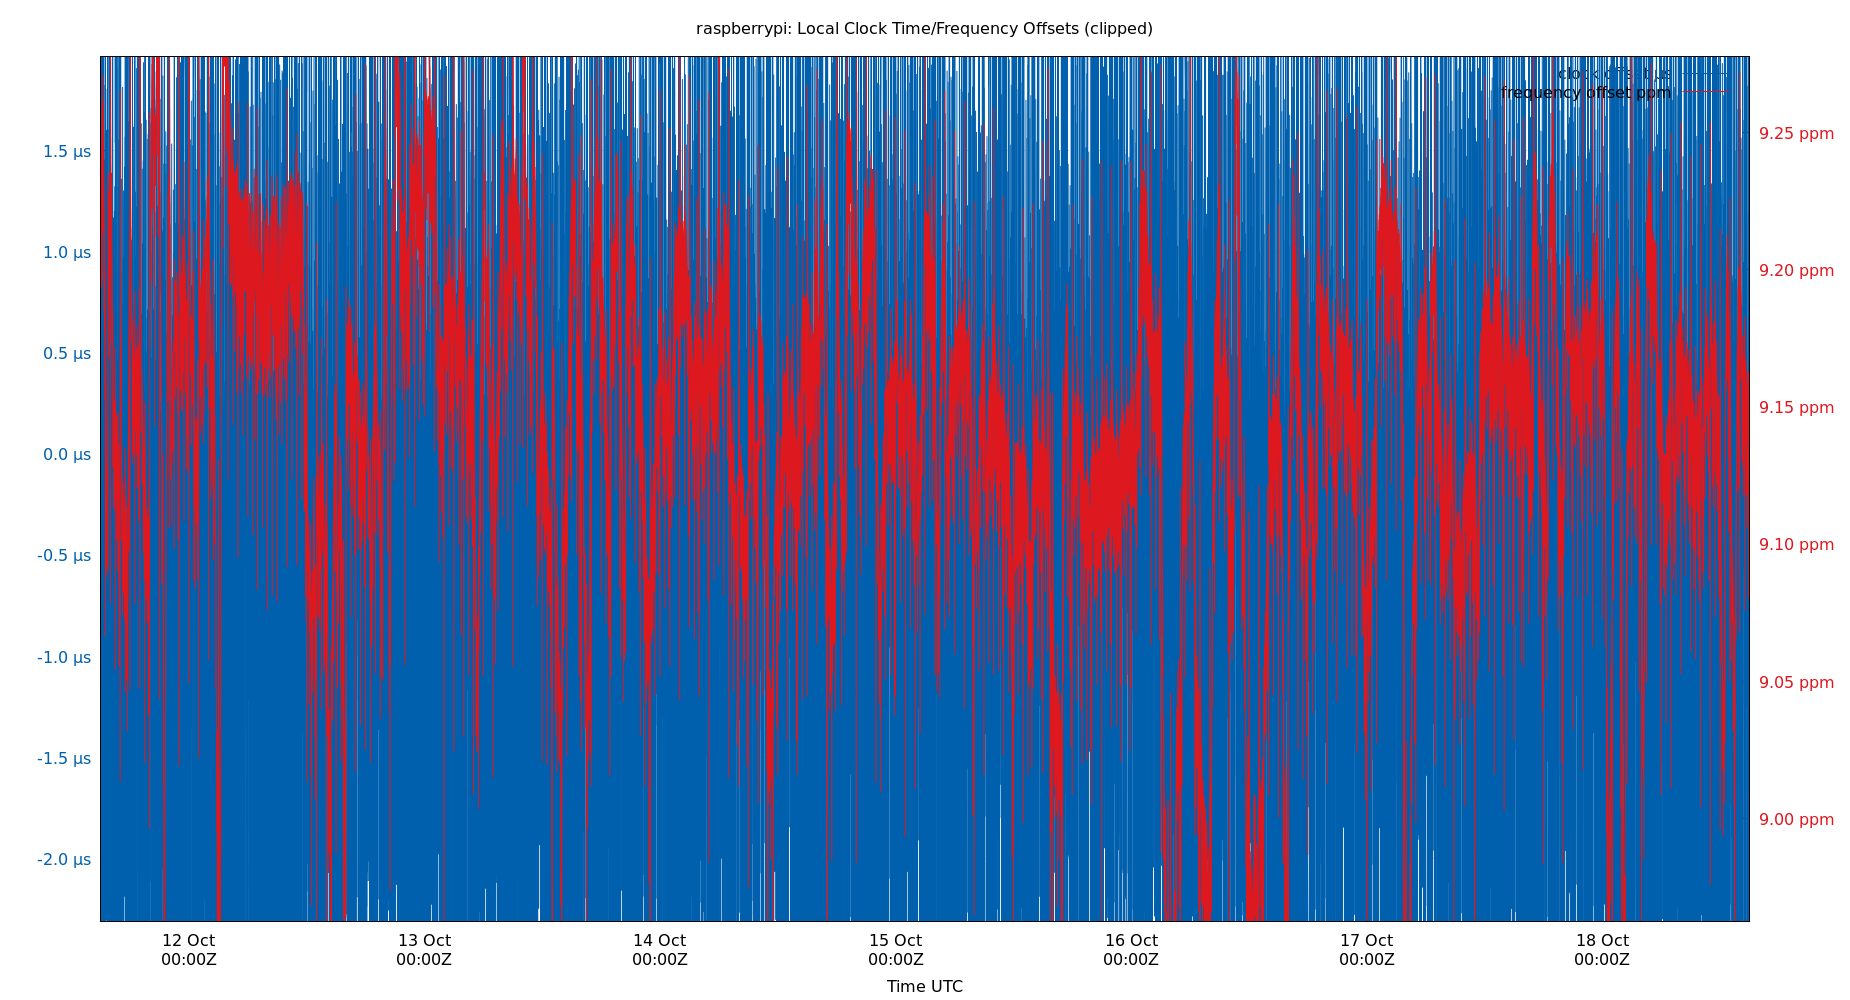 raspberrypi: Local Clock Time/Frequency Offsets (clipped)
clock offset µs
frequency offset ppm
1.5 µs
1.0 µs
0.5 µs
0.0 µs
-0.5 µs
-1.0 µs
-1.5 µs
-2.0 µs
9.25 ppm
9.20 ppm
9.15 ppm
9.10 ppm
9.05 ppm
9.00 ppm
12 Oct
00:00Z
13 Oct
00:00Z
14 Oct
00:00Z
15 Oct
00:00Z
16 Oct
00:00Z
17 Oct
00:00Z
18 Oct
00:00Z
Time UTC